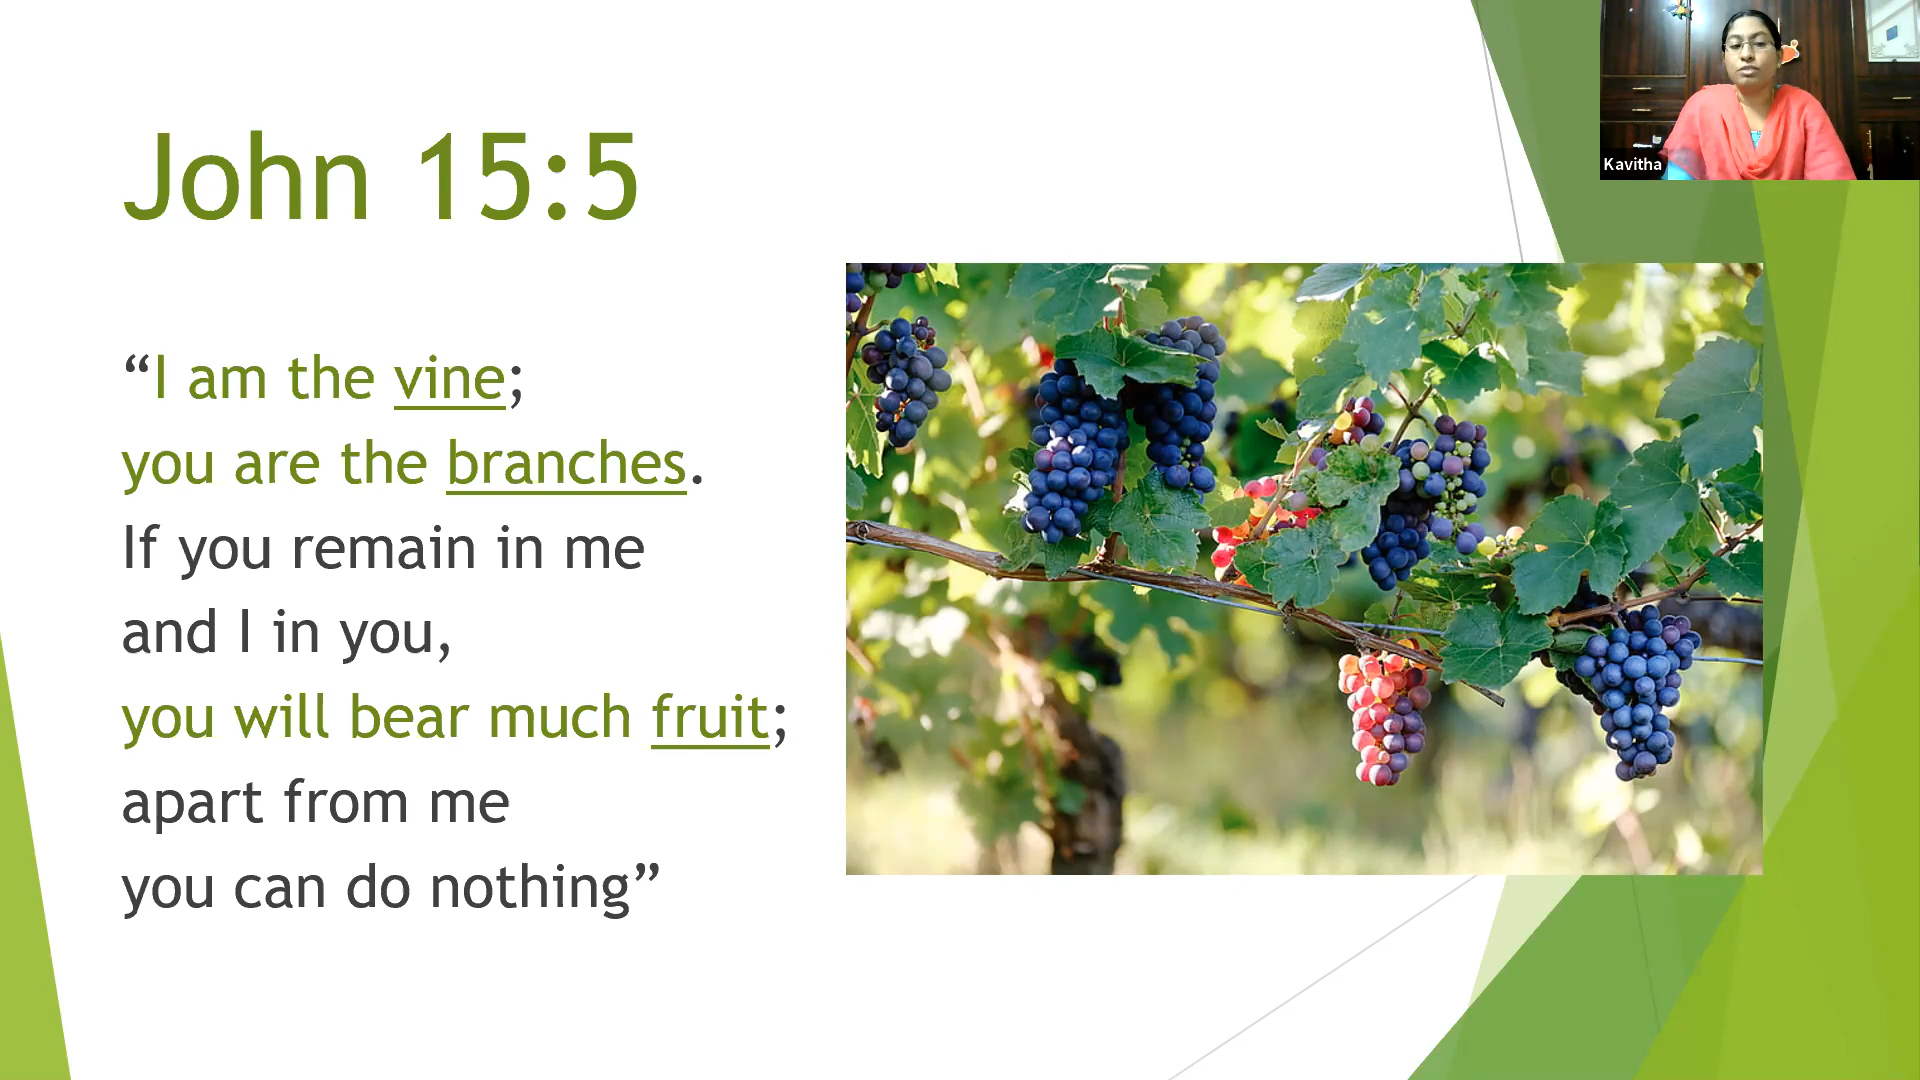 John 15:5
“I am the vine;
you are the branches.
If you remain in me
and I in you,
you will bear much fruit;
apart from me
you can do nothing”
Kavitha